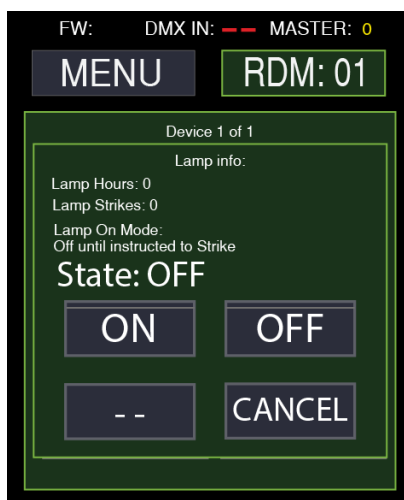 FW: DMX IN: -- MASTER: 0
MENU RDM: 01
Device 1 of 1
Lamp info:
Lamp Hours: 0
Lamp Strikes: 0
Lamp On Mode:
Off until instructed to Strike
State: OFF
ON OFF
-- CANCEL